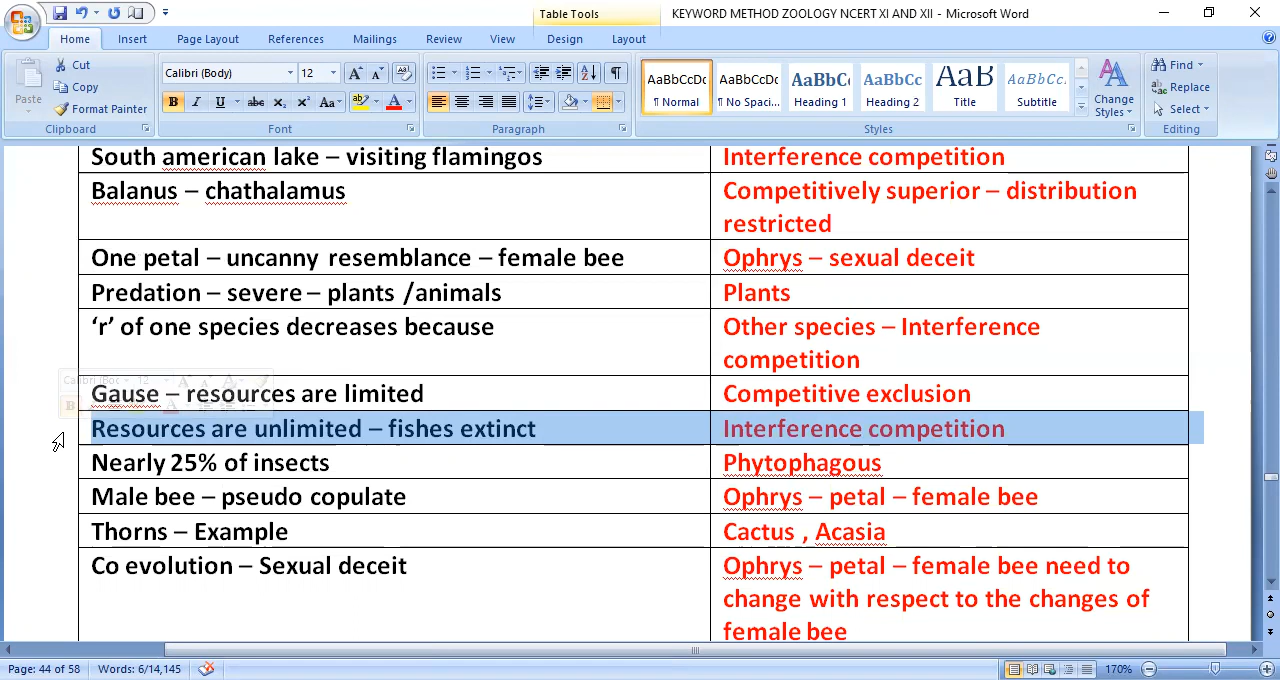 Table Tools
KEYWORD METHOD ZOOLOGY NCERT XI AND XII - Microsoft Word
Home Insert Page Layout References Mailings Review View Design Layout
Paste
Cut
Copy
Format Painter
Clipboard
Calibri (Body) 12
B I U abe X₂ X² Aa ab A
Font
Paragraph
AaBbCcDc AaBbCcDc AaBbC AaBbCc AaB AaBbCc.
¶ Normal ¶ No Spaci... Heading 1 Heading 2 Title Subtitle
Change Styles
Styles
Find
Replace
Select
Editing
South american lake – visiting flamingos Interference competition
Balanus – chathalamus Competitively superior – distribution
restricted
One petal – uncanny resemblance – female bee Ophrys – sexual deceit
Predation – severe – plants /animals Plants
‘r’ of one species decreases because Other species – Interference
competition
Gause – resources are limited Competitive exclusion
Resources are unlimited – fishes extinct Interference competition
Nearly 25% of insects Phytophagous
Male bee – pseudo copulate Ophrys – petal – female bee
Thorns – Example Cactus , Acasia
Co evolution – Sexual deceit Ophrys – petal – female bee need to
change with respect to the changes of
female bee
Page: 44 of 58 Words: 6/14,145 170%